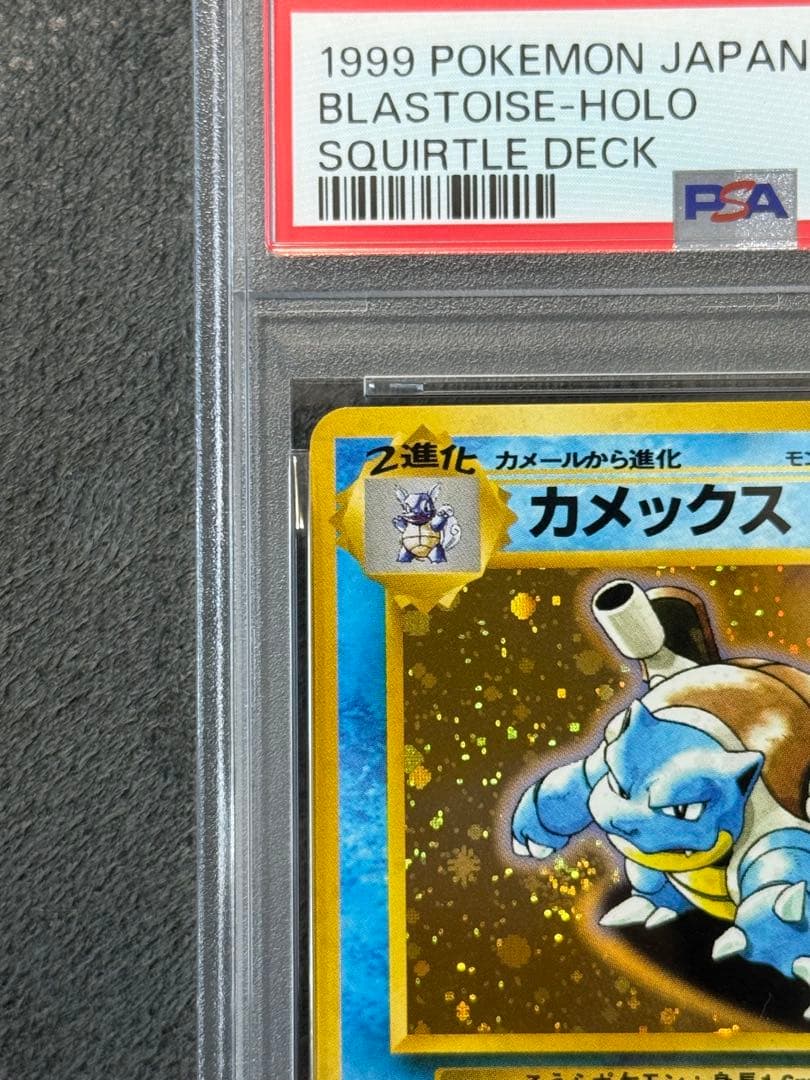 1999 POKEMON JAPAN
BLASTOISE-HOLO
SQUIRTLE DECK
PSA
2進化 カメールから進化
カメックス